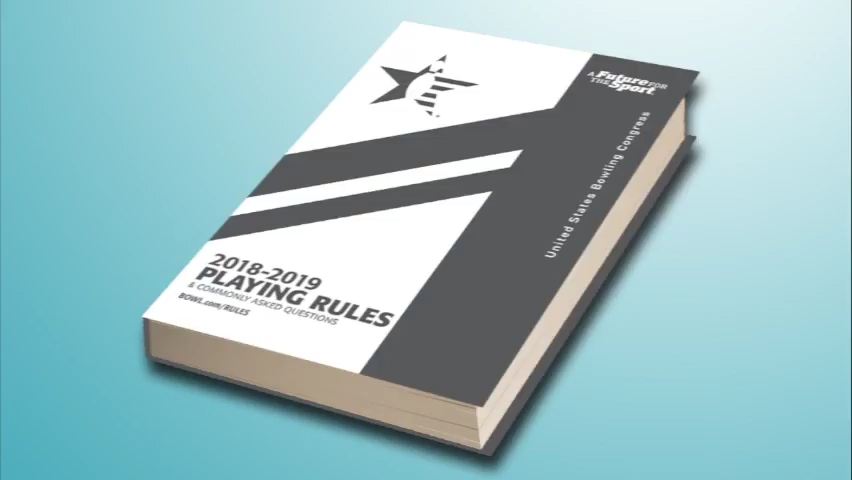 A Future FOR
THE Sport
United States Bowling Congress
2018-2019
PLAYING RULES
& COMMONLY ASKED QUESTIONS
BOWL.com/RULES